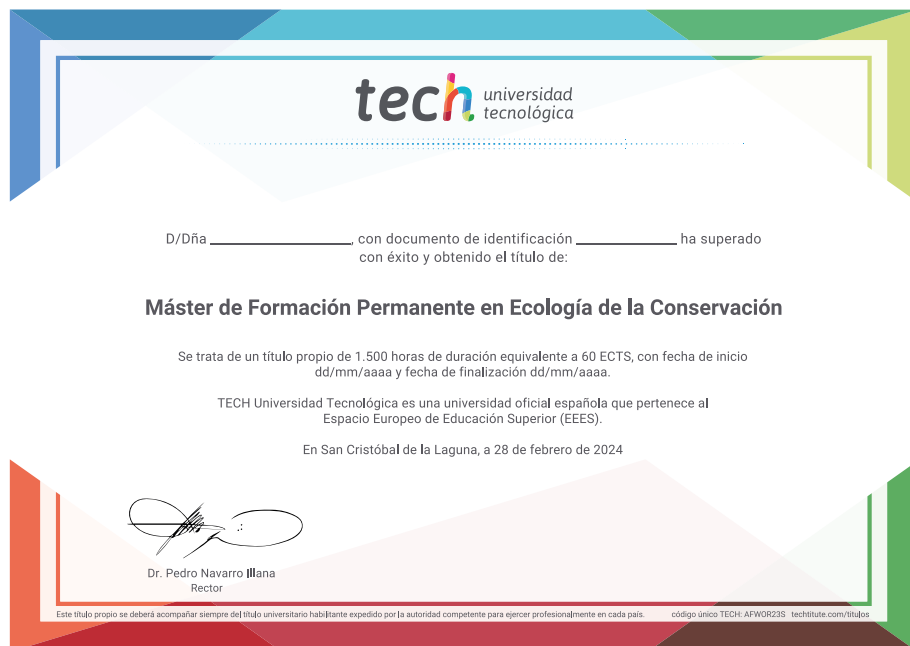 tech universidad
tecnológica
D/Dña ____________________, con documento de identificación ______________ ha superado
con éxito y obtenido el título de:
Máster de Formación Permanente en Ecología de la Conservación
Se trata de un título propio de 1.500 horas de duración equivalente a 60 ECTS, con fecha de inicio
dd/mm/aaaa y fecha de finalización dd/mm/aaaa.
TECH Universidad Tecnológica es una universidad oficial española que pertenece al
Espacio Europeo de Educación Superior (EEES).
En San Cristóbal de la Laguna, a 28 de febrero de 2024
Dr. Pedro Navarro Illana
Rector
Este título propio se deberá acompañar siempre del título universitario habilitante expedido por la autoridad competente para ejercer profesionalmente en cada país. código único TECH: AFWOR23S techtitute.com/titulos